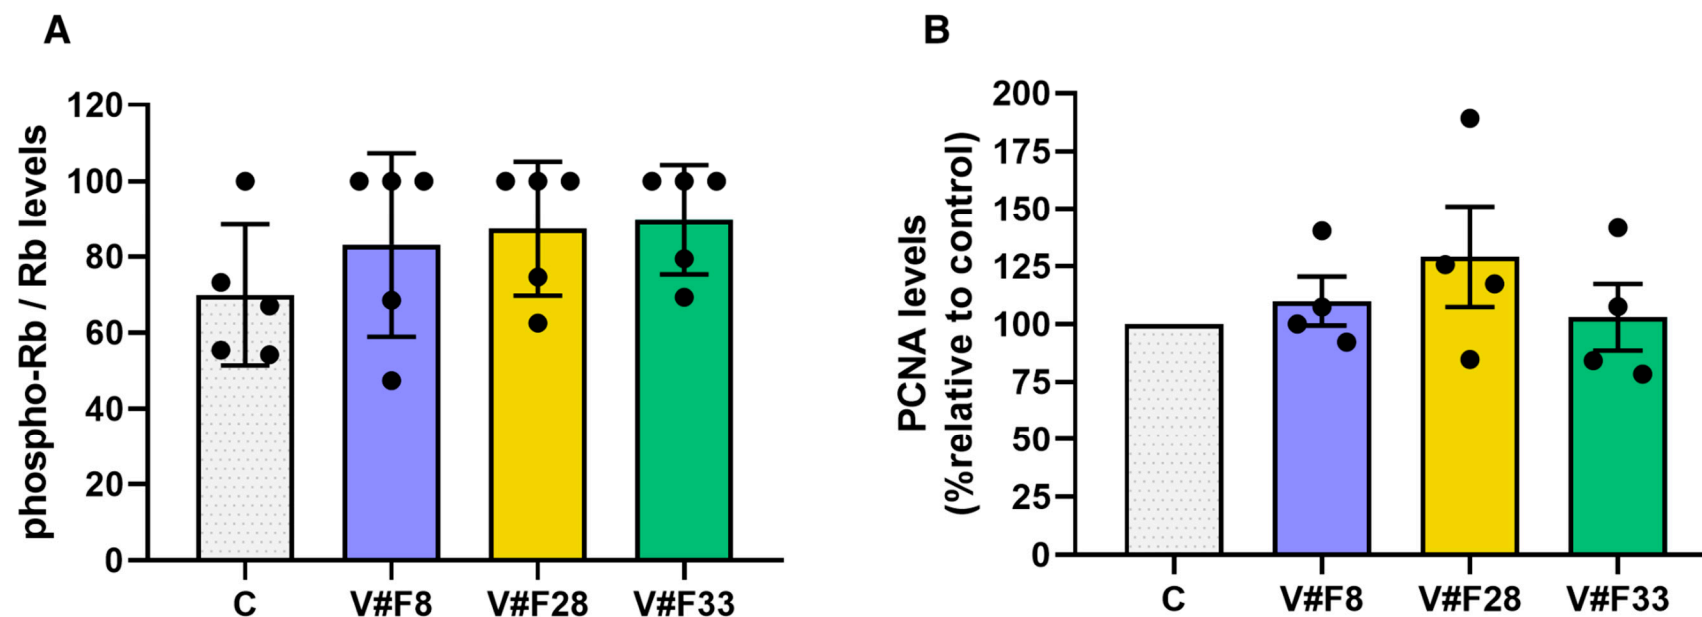 A
phospho-Rb / Rb levels
120
100
80
60
40
20
0
C V#F8 V#F28 V#F33
B
PCNA levels
(%relative to control)
200
175
150
125
100
75
50
25
0
C V#F8 V#F28 V#F33